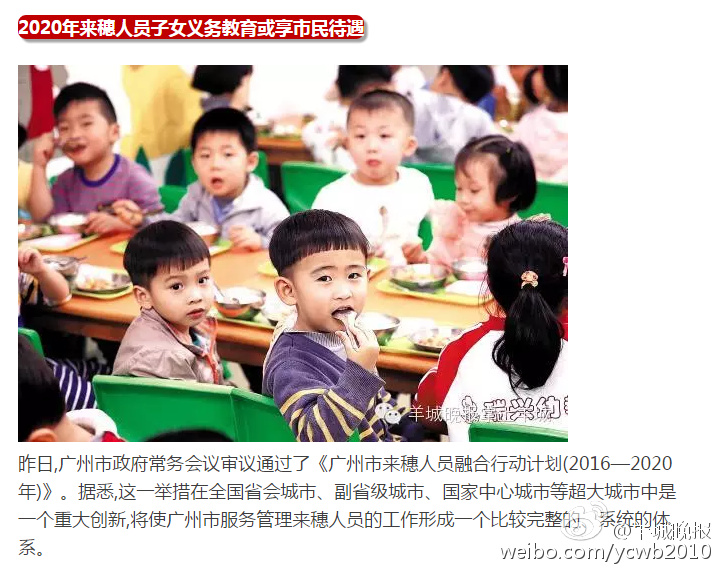 2020年来穗人员子女义务教育或享市民待遇
羊城晚报
瑞兴幼
昨日,广州市政府常务会议审议通过了《广州市来穗人员融合行动计划(2016—2020
年)》。据悉,这一举措在全国省会城市、副省级城市、国家中心城市等超大城市中是
一个重大创新,将使广州市服务管理来穗人员的工作形成一个比较完整的、系统的体
系。
@羊城晚报
weibo.com/ycwb2010